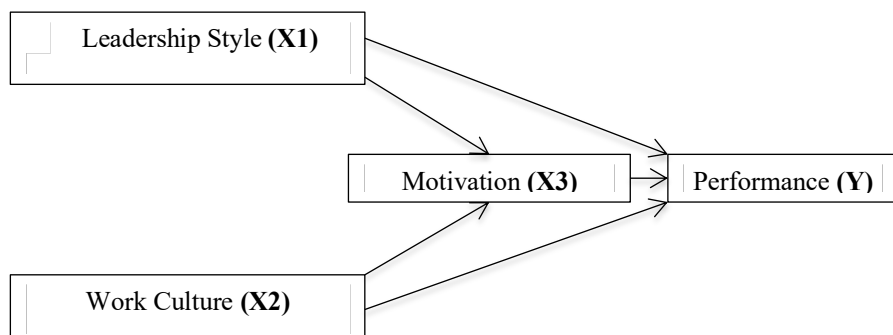 Leadership Style (X1)
Motivation (X3)
Performance (Y)
Work Culture (X2)